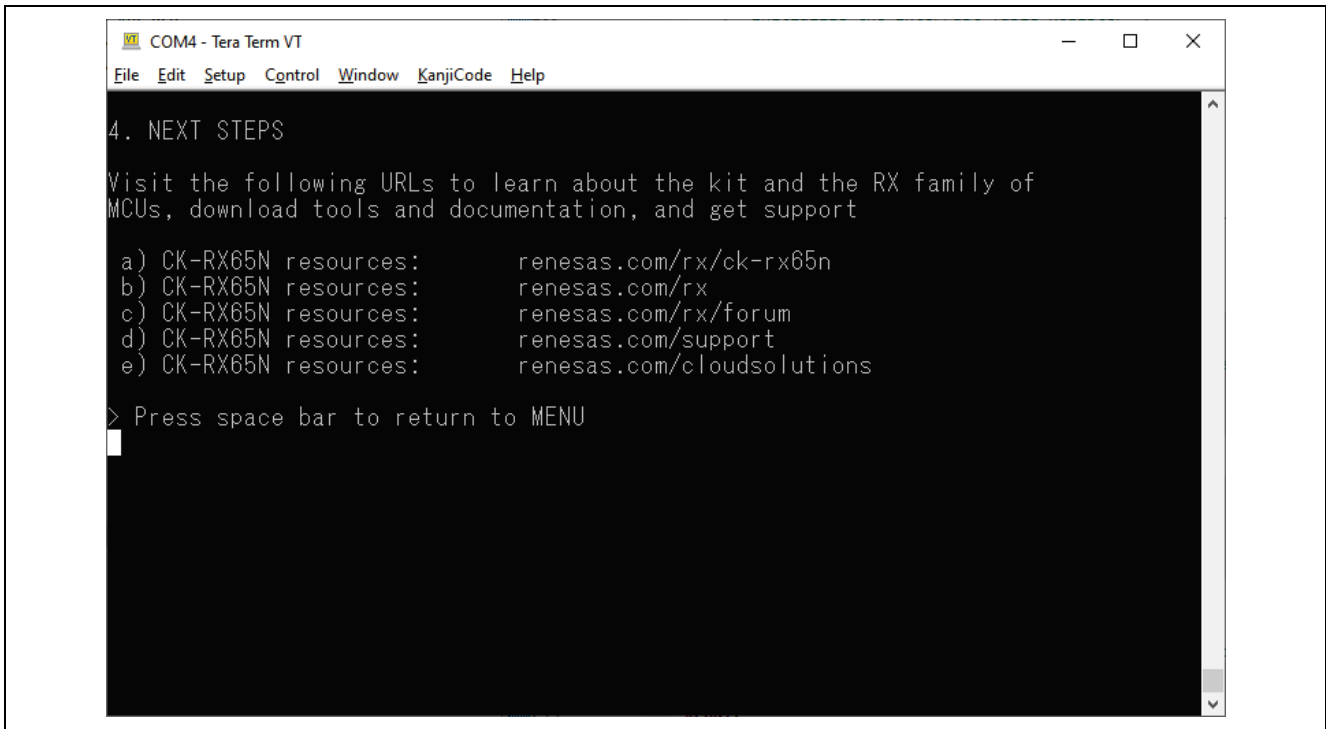 COM4 - Tera Term VT
File Edit Setup Control Window KanjiCode Help
4. NEXT STEPS
Visit the following URLs to learn about the kit and the RX family of
MCUs, download tools and documentation, and get support
a) CK-RX65N resources: renesas.com/rx/ck-rx65n
b) CK-RX65N resources: renesas.com/rx
c) CK-RX65N resources: renesas.com/rx/forum
d) CK-RX65N resources: renesas.com/support
e) CK-RX65N resources: renesas.com/cloudsolutions
> Press space bar to return to MENU